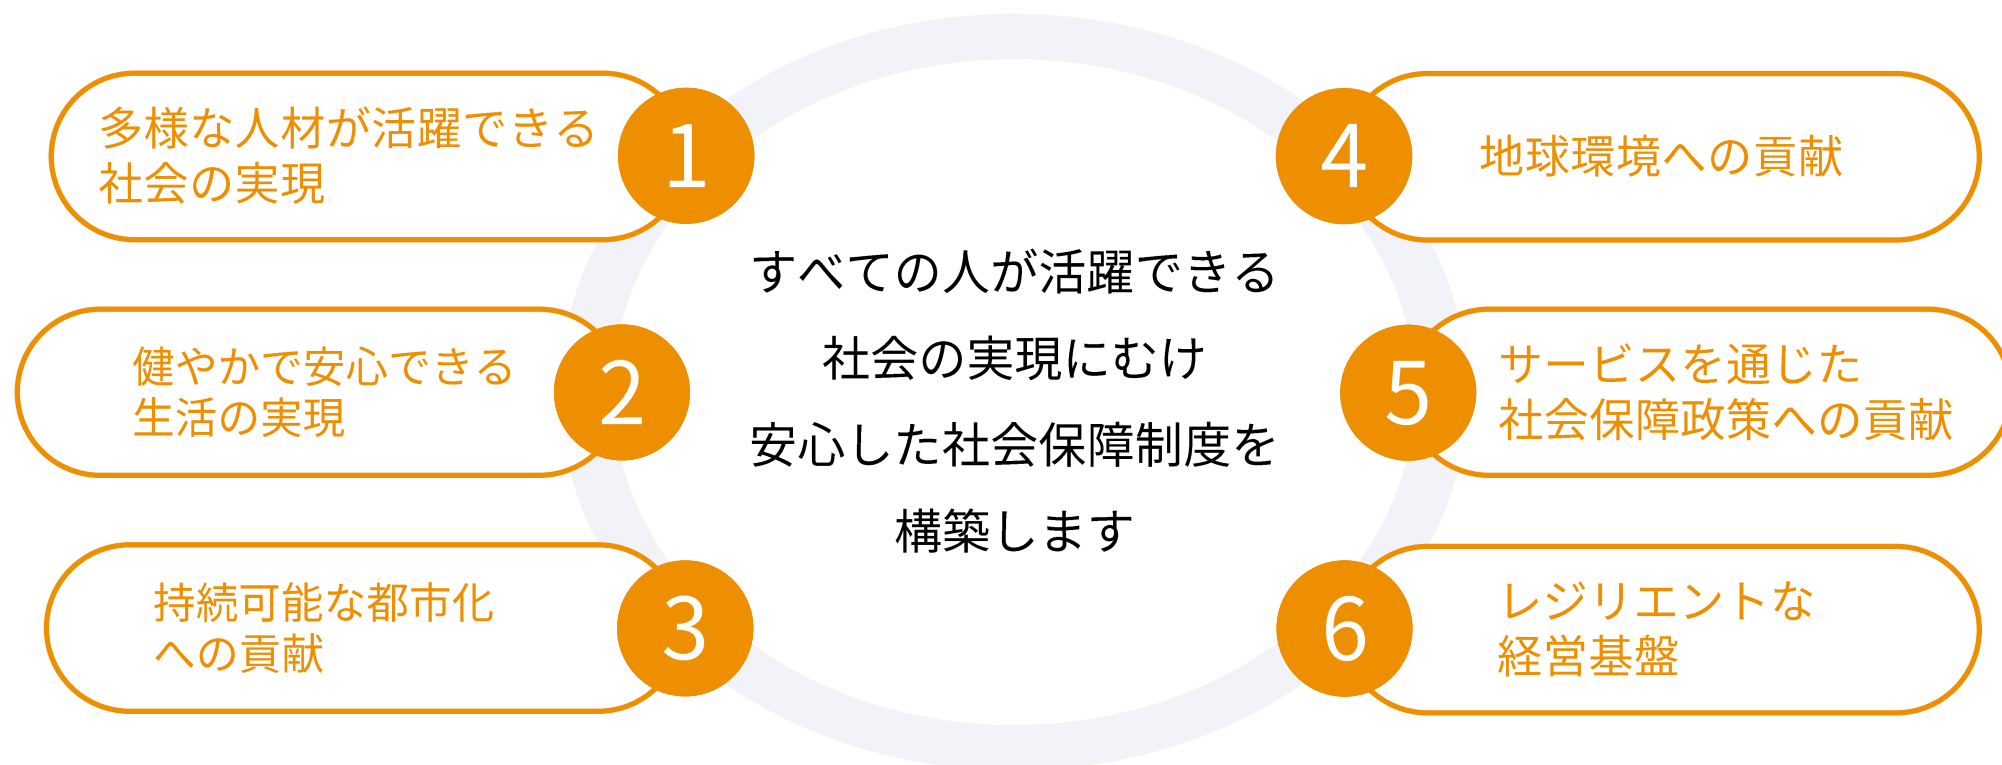 多様な人材が活躍できる
社会の実現
1
健やかで安心できる
生活の実現
2
持続可能な都市化
への貢献
3
すべての人が活躍できる
社会の実現にむけ
安心した社会保障制度を
構築します
4
地球環境への貢献
5
サービスを通じた
社会保障政策への貢献
6
レジリエントな
経営基盤